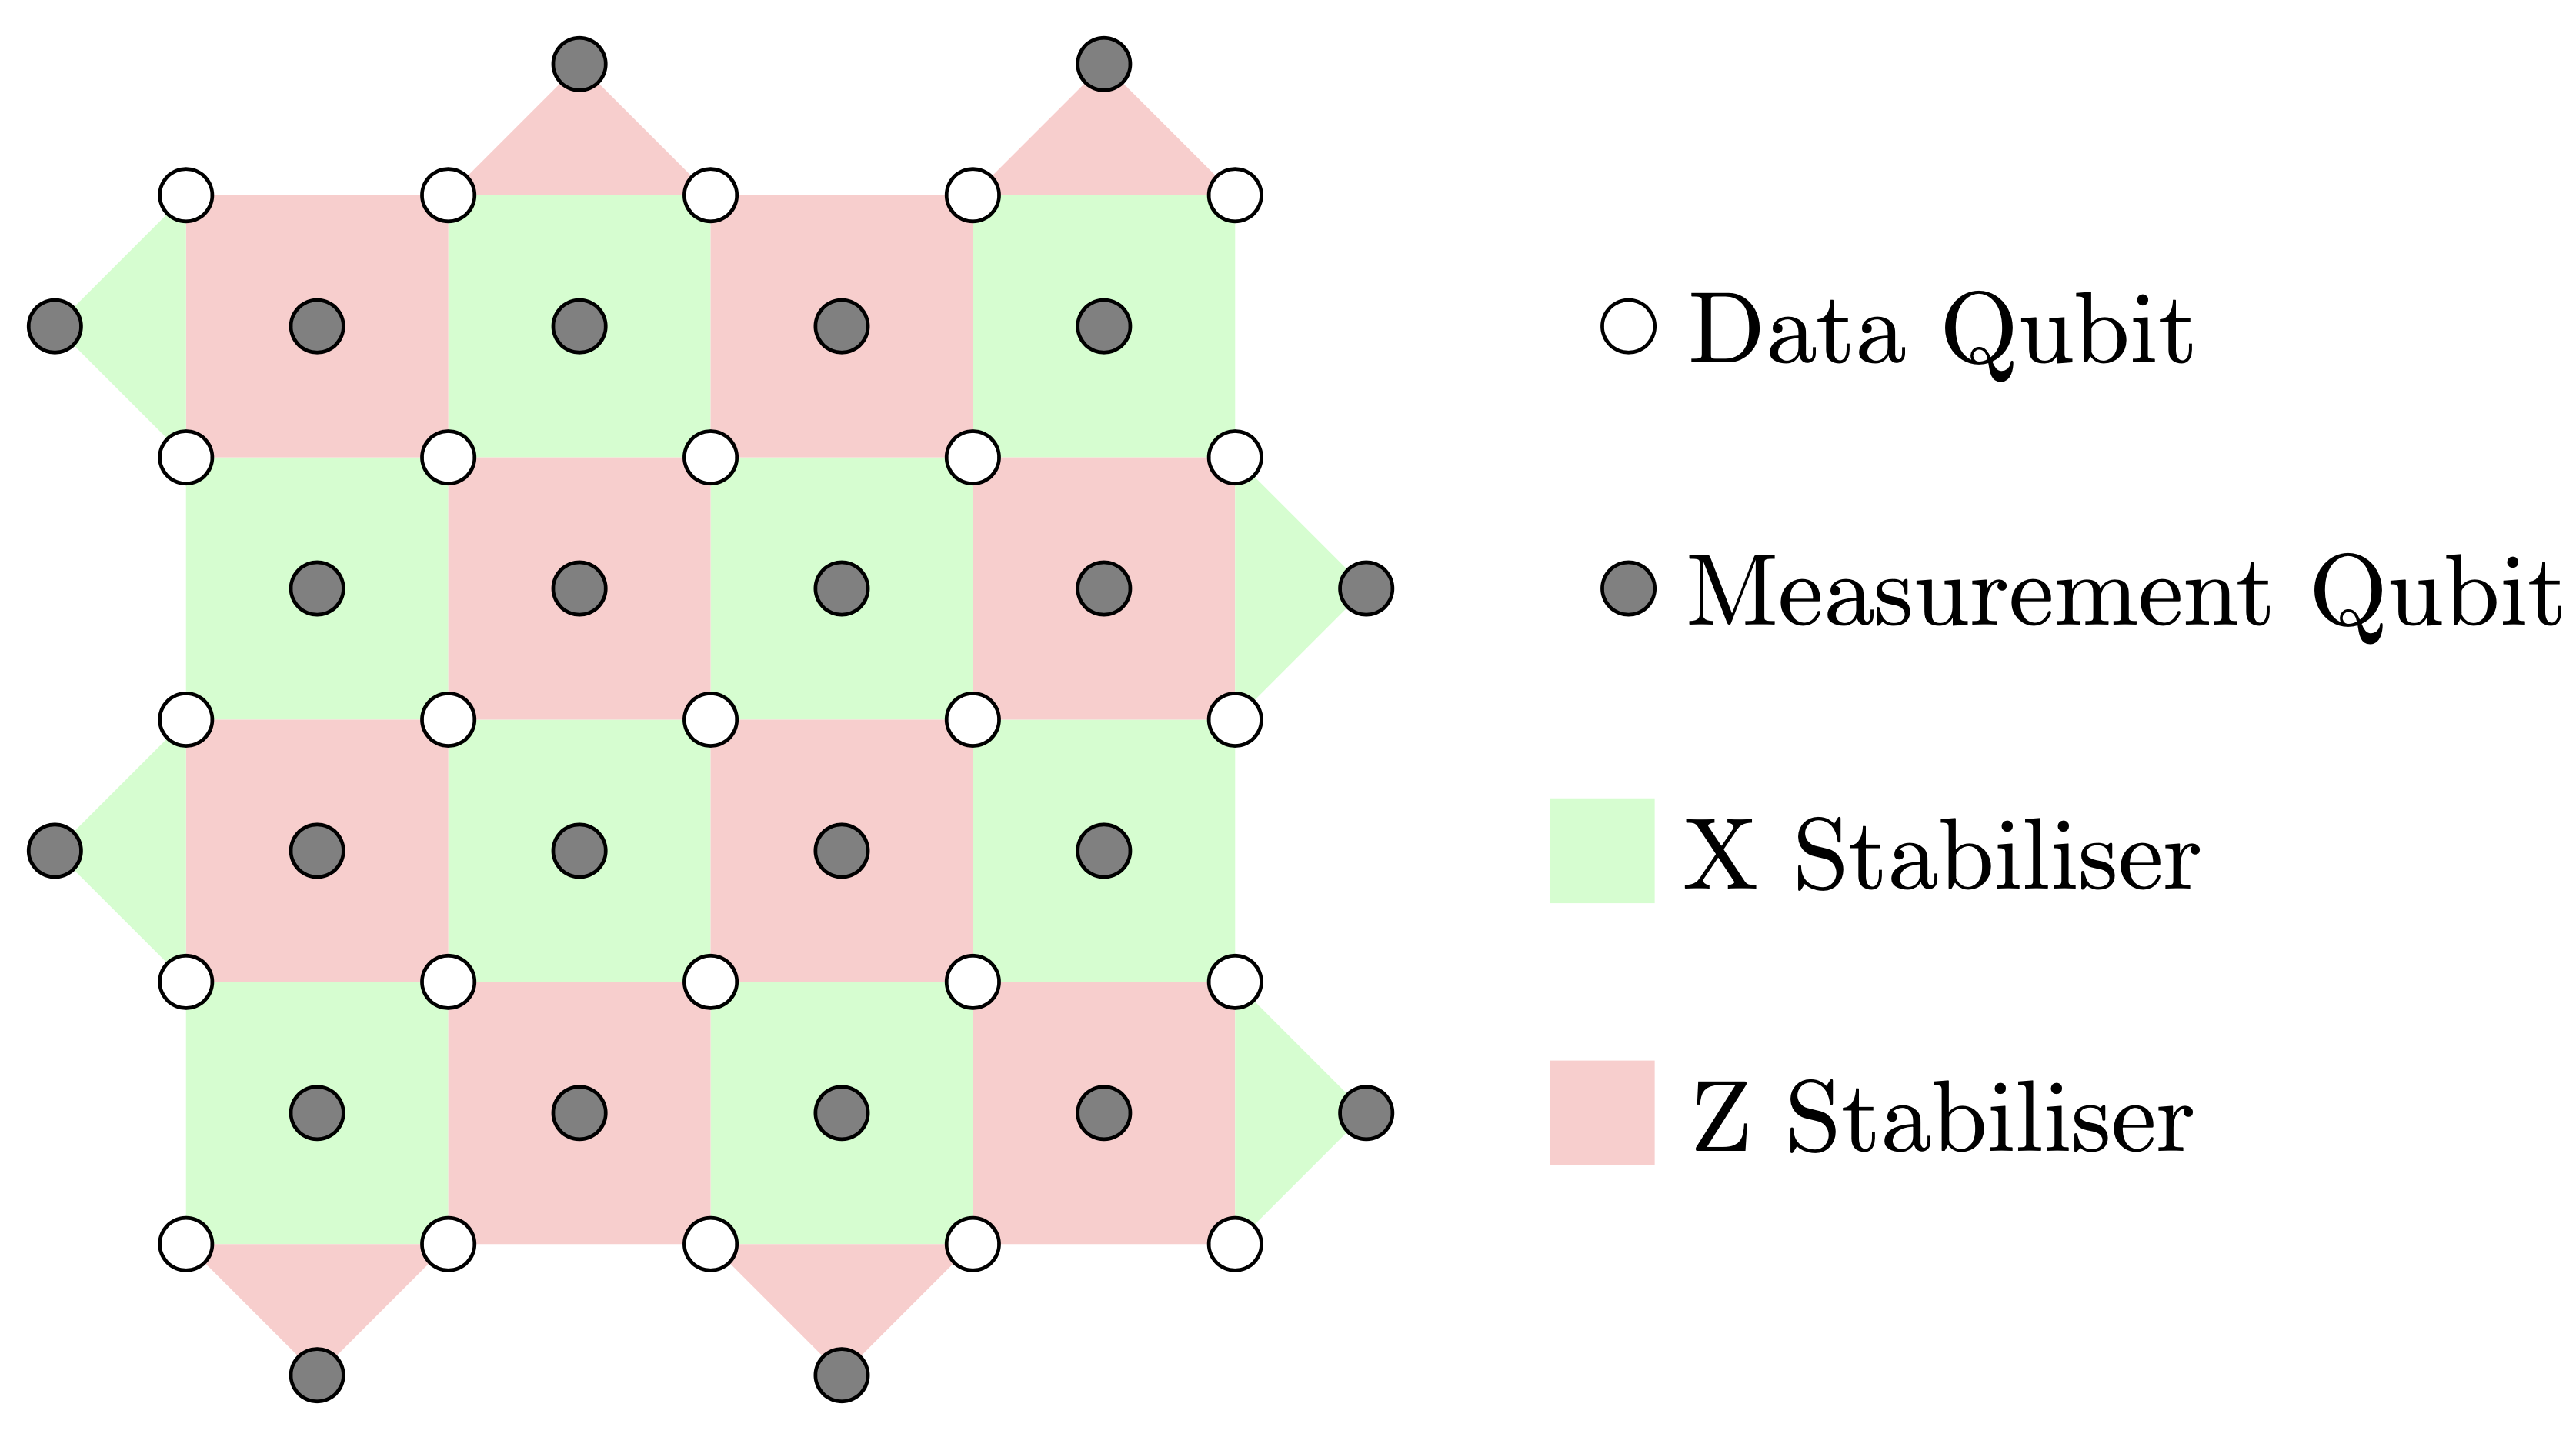 Data Qubit
Measurement Qubit
X Stabiliser
Z Stabiliser